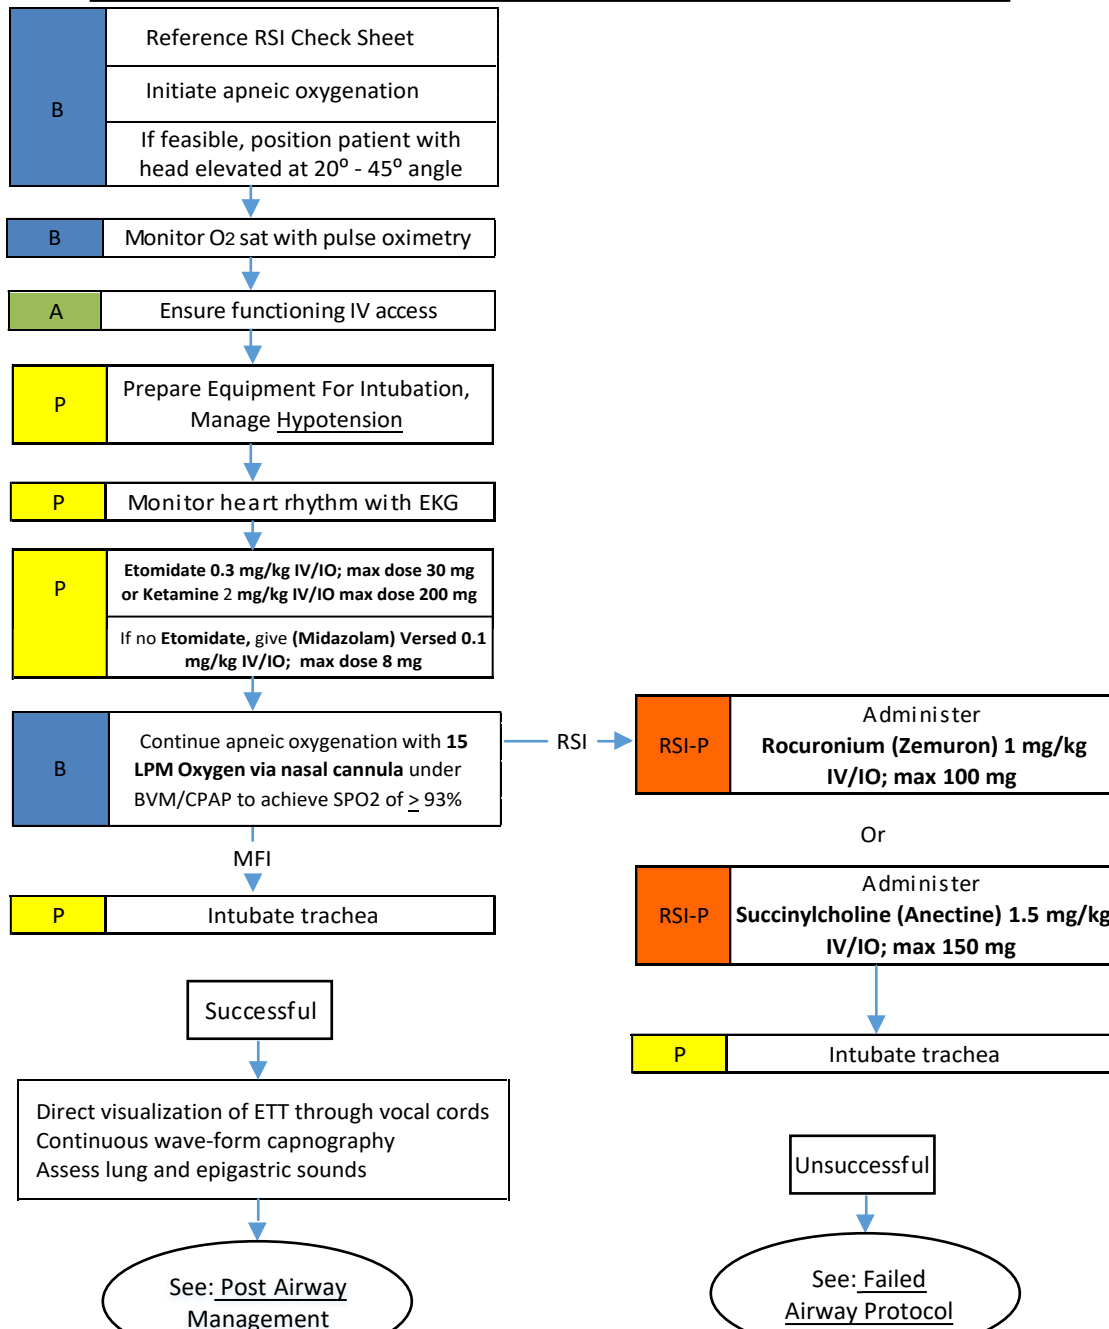 B
Reference RSI Check Sheet
Initiate apneic oxygenation
If feasible, position patient with
head elevated at 20º - 45º angle
B
Monitor O2 sat with pulse oximetry
A
Ensure functioning IV access
P
Prepare Equipment For Intubation,
Manage Hypotension
P
Monitor heart rhythm with EKG
P
Etomidate 0.3 mg/kg IV/IO; max dose 30 mg
or Ketamine 2 mg/kg IV/IO max dose 200 mg
If no Etomidate, give (Midazolam) Versed 0.1
mg/kg IV/IO; max dose 8 mg
B
Continue apneic oxygenation with 15
LPM Oxygen via nasal cannula under
BVM/CPAP to achieve SPO2 of ≥ 93%
RSI
RSI-P
Administer
Rocuronium (Zemuron) 1 mg/kg
IV/IO; max 100 mg
Or
RSI-P
Administer
Succinylcholine (Anectine) 1.5 mg/kg
IV/IO; max 150 mg
P
Intubate trachea
MFI
P
Intubate trachea
Successful
Direct visualization of ETT through vocal cords
Continuous wave-form capnography
Assess lung and epigastric sounds
See: Post Airway
Management
Unsuccessful
See: Failed
Airway Protocol